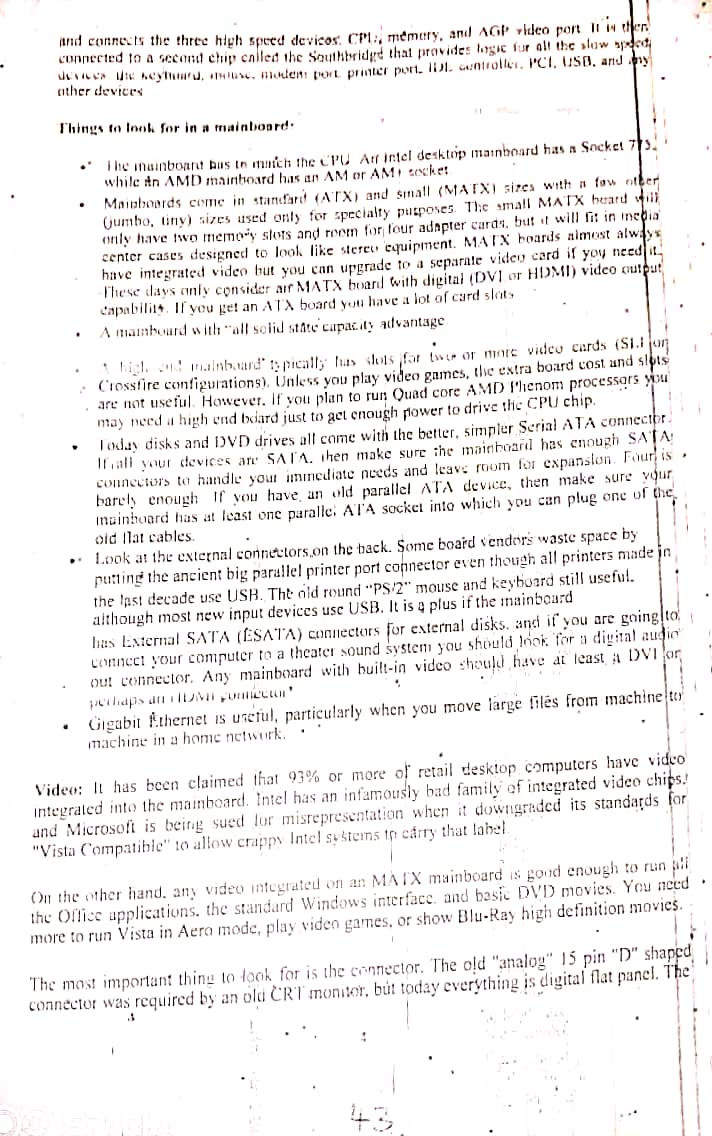 and connects the three high speed devices, CPU, memory, and AGP video port. It is then
connected to a second chip called the Southbridge that provides logic for all the slow speed
devices the keyboard, mouse, modem port, printer port, IDE controller, PCI, USB, and any
other devices
Things to look for in a mainboard:
• The mainboard has to match the CPU An Intel desktop mainboard has a Socket 775,
while an AMD mainboard has an AM or AM+ socket
• Mainboards come in standard (ATX) and small (MATX) sizes with a few other
(jumbo, tiny) sizes used only for specialty purposes. The small MATX board will
only have two memory slots and room for four adapter cards, but it will fit in media
center cases designed to look like stereo equipment. MATX boards almost always
have integrated video but you can upgrade to a separate video card if you need it.
These days only consider an MATX board with digital (DVI or HDMI) video output
capability. If you get an ATX board you have a lot of card slots
• A mainboard with "all solid state capacity advantage
A high end mainboard" typically has slots for two or more video cards (SLI or
Crossfire configurations). Unless you play video games, the extra board cost and slots
are not useful. However, if you plan to run Quad core AMD Phenom processors you
may need a high end board just to get enough power to drive the CPU chip.
• Today disks and DVD drives all come with the better, simpler Serial ATA connector.
If all your devices are SATA, then make sure the mainboard has enough SATA
connectors to handle your immediate needs and leave room for expansion. Four is
barely enough If you have an old parallel ATA device, then make sure your
mainboard has at least one parallel ATA socket into which you can plug one of the
old flat cables.
• Look at the external connectors on the back. Some board vendors waste space by
putting the ancient big parallel printer port connector even though all printers made in
the last decade use USB. The old round "PS/2" mouse and keyboard still useful.
although most new input devices use USB. It is a plus if the mainboard
has External SATA (ESATA) connectors for external disks, and if you are going to
connect your computer to a theater sound system you should look for a digital audio
out connector. Any mainboard with built-in video should have at least a DVI or
perhaps an HDMI connector"
• Gigabit Ethernet is useful, particularly when you move large files from machine to
machine in a home network.
Video: It has been claimed that 93% or more of retail desktop computers have video
integrated into the mainboard. Intel has an infamously bad family of integrated video chips,
and Microsoft is being sued for misrepresentation when it downgraded its standards for
"Vista Compatible" to allow crappy Intel systems to carry that label
On the other hand, any video integrated on an MATX mainboard is good enough to run all
the Office applications, the standard Windows interface, and basic DVD movies. You need
more to run Vista in Aero mode, play video games, or show Blu-Ray high definition movies.
The most important thing to look for is the connector. The old "analog" 15 pin "D" shaped
connector was required by an old CRT monitor, but today everything is digital flat panel. The
43